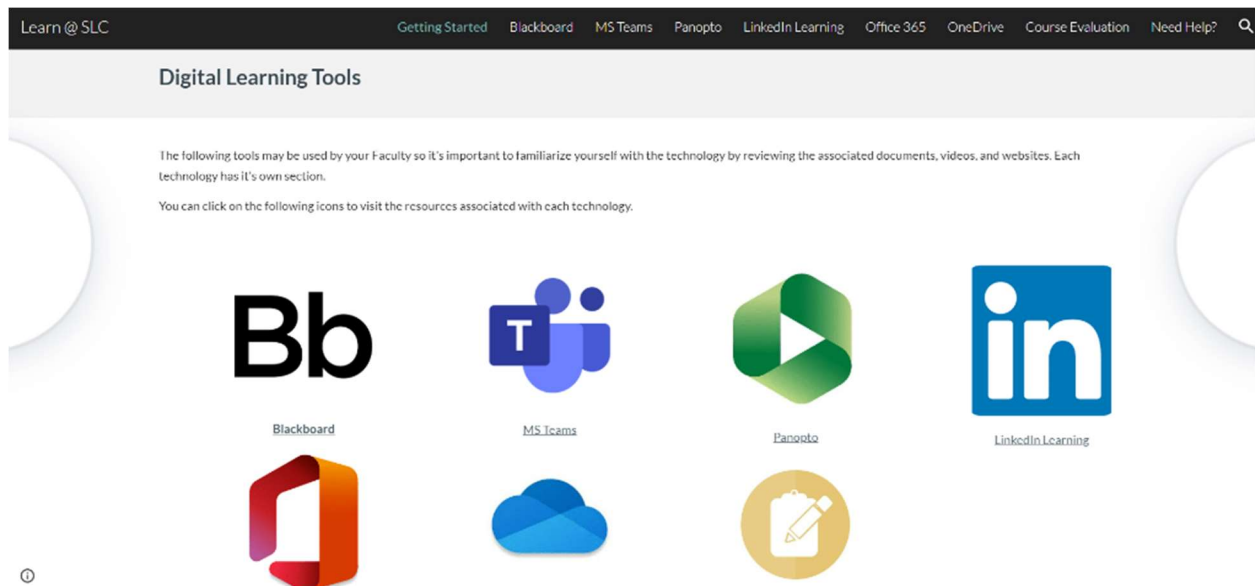 Learn @ SLC
Getting Started Blackboard MS Teams Panopto LinkedIn Learning Office 365 OneDrive Course Evaluation Need Help?
Digital Learning Tools
The following tools may be used by your Faculty so it's important to familiarize yourself with the technology by reviewing the associated documents, videos, and websites. Each
technology has it's own section.
You can click on the following icons to visit the resources associated with each technology.
Bb
T
in
Blackboard
MS Teams
Panopto
LinkedIn Learning